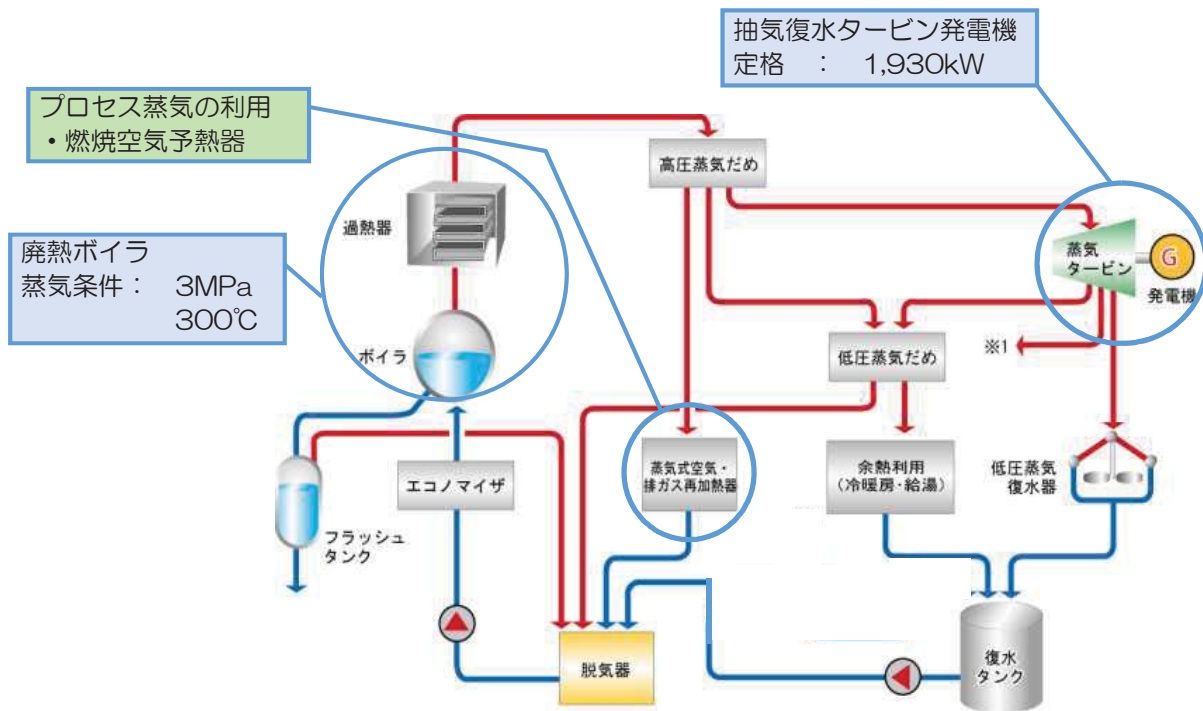 抽気復水タービン発電機
定格 ： 1,930kW
プロセス蒸気の利用
・燃焼空気予熱器
高圧蒸気だめ
過熱器
廃熱ボイラ
蒸気条件： 3MPa
300℃
蒸気
タービン
G
発電機
ボイラ
低圧蒸気だめ
※1
エコノマイザ
蒸気式空気・
排ガス再加熱器
余熱利用
（冷暖房・給湯）
低圧蒸気
復水器
フラッシュ
タンク
脱気器
復水
タンク